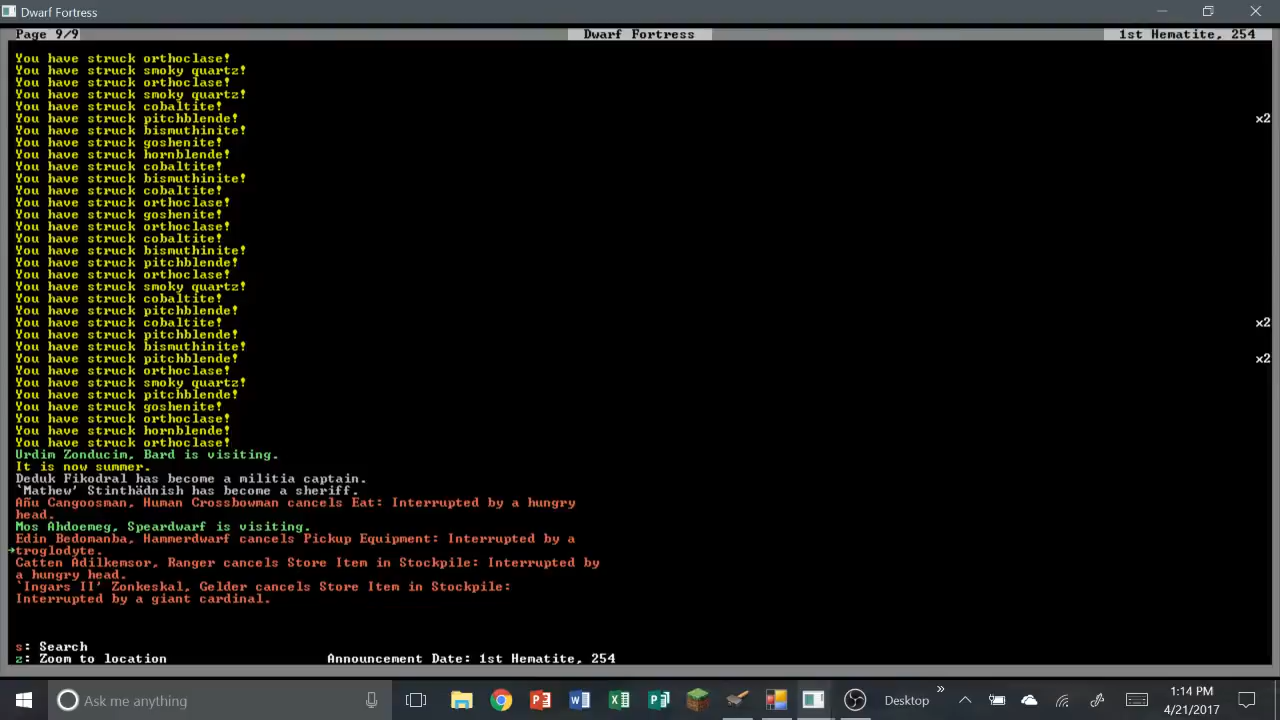 Dwarf Fortress
Page 9/9 Dwarf Fortress 1st Hematite, 254
You have struck orthoclase!
You have struck smoky quartz!
You have struck orthoclase!
You have struck smoky quartz!
You have struck cobaltite!
You have struck pitchblende! x2
You have struck bismuthinite!
You have struck goshenite!
You have struck hornblende!
You have struck cobaltite!
You have struck bismuthinite!
You have struck cobaltite!
You have struck orthoclase!
You have struck goshenite!
You have struck orthoclase!
You have struck cobaltite!
You have struck bismuthinite!
You have struck pitchblende!
You have struck orthoclase!
You have struck smoky quartz!
You have struck cobaltite!
You have struck pitchblende!
You have struck cobaltite! x2
You have struck pitchblende!
You have struck bismuthinite!
You have struck pitchblende! x2
You have struck orthoclase!
You have struck smoky quartz!
You have struck pitchblende!
You have struck goshenite!
You have struck orthoclase!
You have struck hornblende!
You have struck orthoclase!
Urdim Zonducim, Bard is visiting.
It is now summer.
Deduk Fikodral has become a militia captain.
`Mathew' Stinthädnish has become a sheriff.
Añu Cangoosman, Human Crossbowman cancels Eat: Interrupted by a hungry
head.
Mos Ahdoemeg, Speardwarf is visiting.
Edin Bedomanba, Hammerdwarf cancels Pickup Equipment: Interrupted by a
troglodyte.
Catten Adilkemsor, Ranger cancels Store Item in Stockpile: Interrupted by
a hungry head.
`Ingars II' Zonkeskal, Gelder cancels Store Item in Stockpile:
Interrupted by a giant cardinal.
s: Search
z: Zoom to location Announcement Date: 1st Hematite, 254
Ask me anything Desktop 1:14 PM
4/21/2017